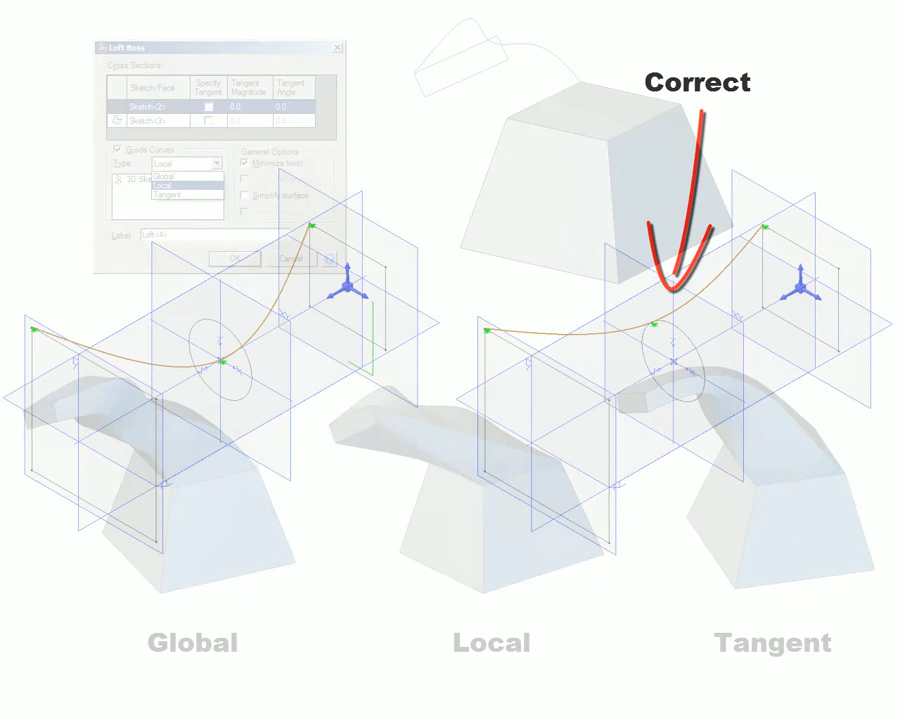 Loft Boss
Cross Sections:
Sketch/Face
Specify Tangent
Tangent Magnitude
Tangent Angle
Sketch<2>
0.0
0.0
Sketch<3>
Guide Curves
General Options
Type:
Local
Minimize twist
Global
Local
Tangent
3D Ske
Simplify surface
Label:
Loft<4>
OK
Cancel
Correct
Global
Local
Tangent